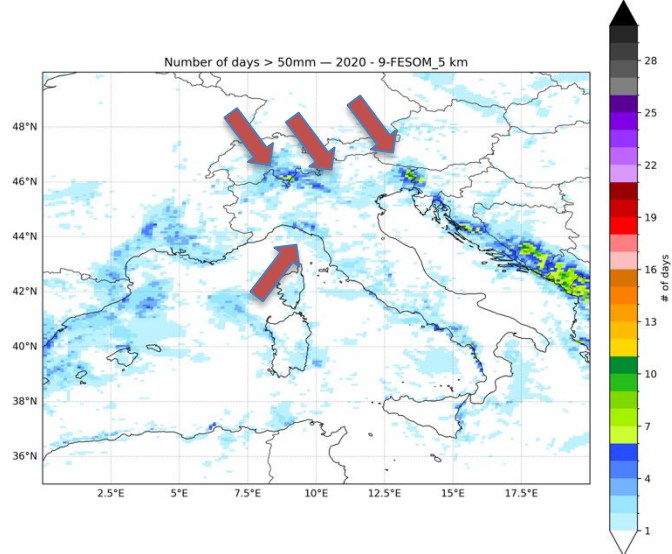 Number of days > 50mm — 2020 - 9-FESOM_5 km
48°N
46°N
44°N
42°N
40°N
38°N
36°N
2.5°E 5°E 7.5°E 10°E 12.5°E 15°E 17.5°E
28
25
22
19
16
13
10
7
4
1
# of days